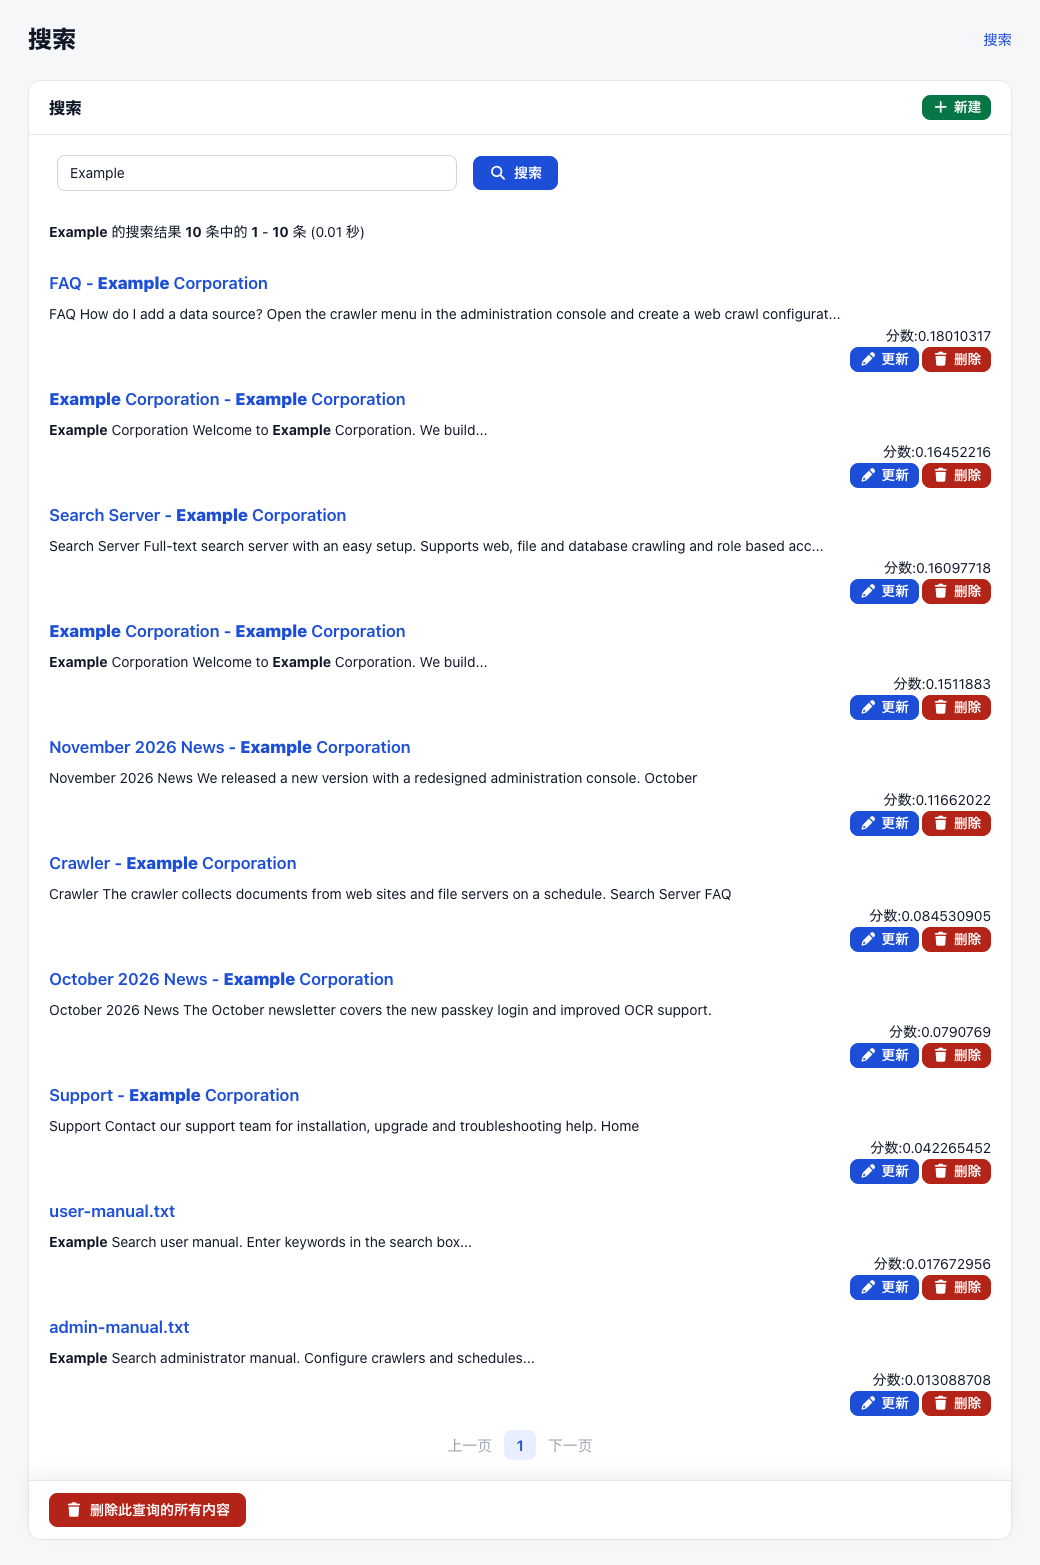 搜索
搜索
搜索
新建
Example
搜索
Example 的搜索结果 10 条中的 1 - 10 条 (0.01 秒)
FAQ - Example Corporation
FAQ How do I add a data source? Open the crawler menu in the administration console and create a web crawl configurat...
分数:0.18010317
更新 删除
Example Corporation - Example Corporation
Example Corporation Welcome to Example Corporation. We build...
分数:0.16452216
更新 删除
Search Server - Example Corporation
Search Server Full-text search server with an easy setup. Supports web, file and database crawling and role based acc...
分数:0.16097718
更新 删除
Example Corporation - Example Corporation
Example Corporation Welcome to Example Corporation. We build...
分数:0.1511883
更新 删除
November 2026 News - Example Corporation
November 2026 News We released a new version with a redesigned administration console. October
分数:0.11662022
更新 删除
Crawler - Example Corporation
Crawler The crawler collects documents from web sites and file servers on a schedule. Search Server FAQ
分数:0.084530905
更新 删除
October 2026 News - Example Corporation
October 2026 News The October newsletter covers the new passkey login and improved OCR support.
分数:0.0790769
更新 删除
Support - Example Corporation
Support Contact our support team for installation, upgrade and troubleshooting help. Home
分数:0.042265452
更新 删除
user-manual.txt
Example Search user manual. Enter keywords in the search box...
分数:0.017672956
更新 删除
admin-manual.txt
Example Search administrator manual. Configure crawlers and schedules...
分数:0.013088708
更新 删除
上一页 1 下一页
删除此查询的所有内容